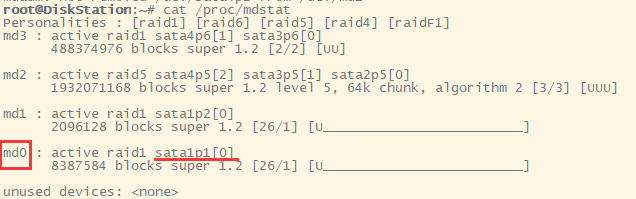 root@DiskStation:~# cat /proc/mdstat
Personalities : [raid1] [raid6] [raid5] [raid4] [raidF1]
md3 : active raid1 sata4p6[1] sata3p6[0]
488374976 blocks super 1.2 [2/2] [UU]
md2 : active raid5 sata4p5[2] sata3p5[1] sata2p5[0]
1932071168 blocks super 1.2 level 5, 64k chunk, algorithm 2 [3/3] [UUU]
md1 : active raid1 sata1p2[0]
2096128 blocks super 1.2 [26/1] [U_________________________]
md0 : active raid1 sata1p1[0]
8387584 blocks super 1.2 [26/1] [U_________________________]
unused devices: <none>